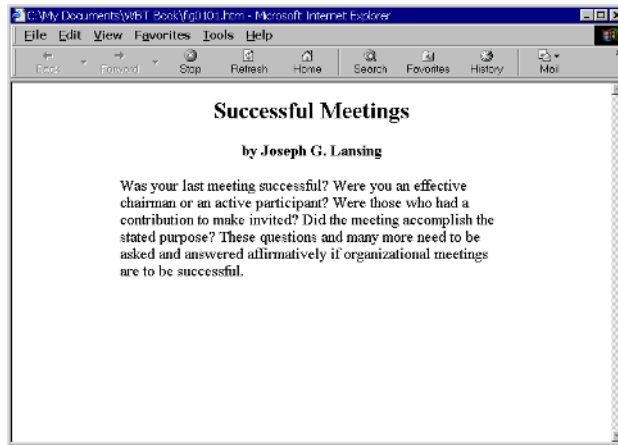 C:\My Documents\WBT Book\fig0101.htm - Microsoft Internet Explorer
File Edit View Favorites Tools Help
Back Forward Stop Refresh Home Search Favorites History Mail
Successful Meetings
by Joseph G. Lansing
Was your last meeting successful? Were you an effective
chairman or an active participant? Were those who had a
contribution to make invited? Did the meeting accomplish the
stated purpose? These questions and many more need to be
asked and answered affirmatively if organizational meetings
are to be successful.